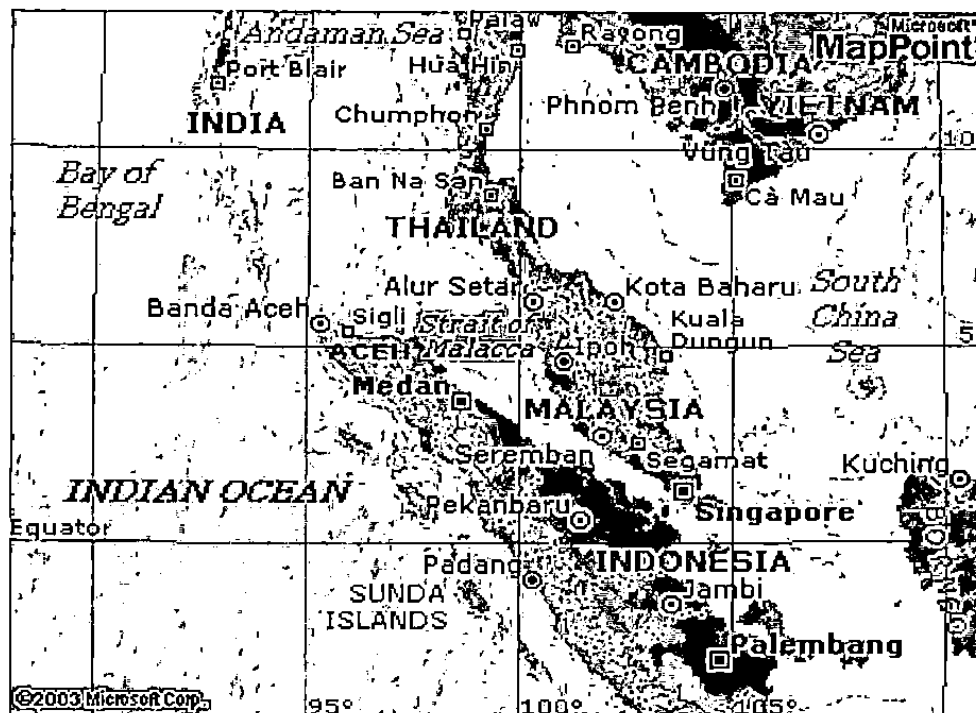 Microsoft
MapPoint
Andaman Sea
Palaw
Rayong
Hua Hin
CAMBODIA
Port Blair
Phnom Penh
VIETNAM
INDIA
Chumphon
Vung Tau
10
Bay of
Bengal
Ban Na San
Cà Mau
THAILAND
Alur Setar
Kota Baharu
South
China
Sea
Banda Aceh
Sigli
Strait of
Malacca
Kuala
Dungun
5
ACEH
Ipoh
Medan
MALAYSIA
Seremban
Segamat
Kuching
INDIAN OCEAN
Pekanbaru
Singapore
Equator
INDONESIA
Padang
SUNDA
ISLANDS
Jambi
Palembang
©2003 Microsoft Corp.
95°
100°
105°